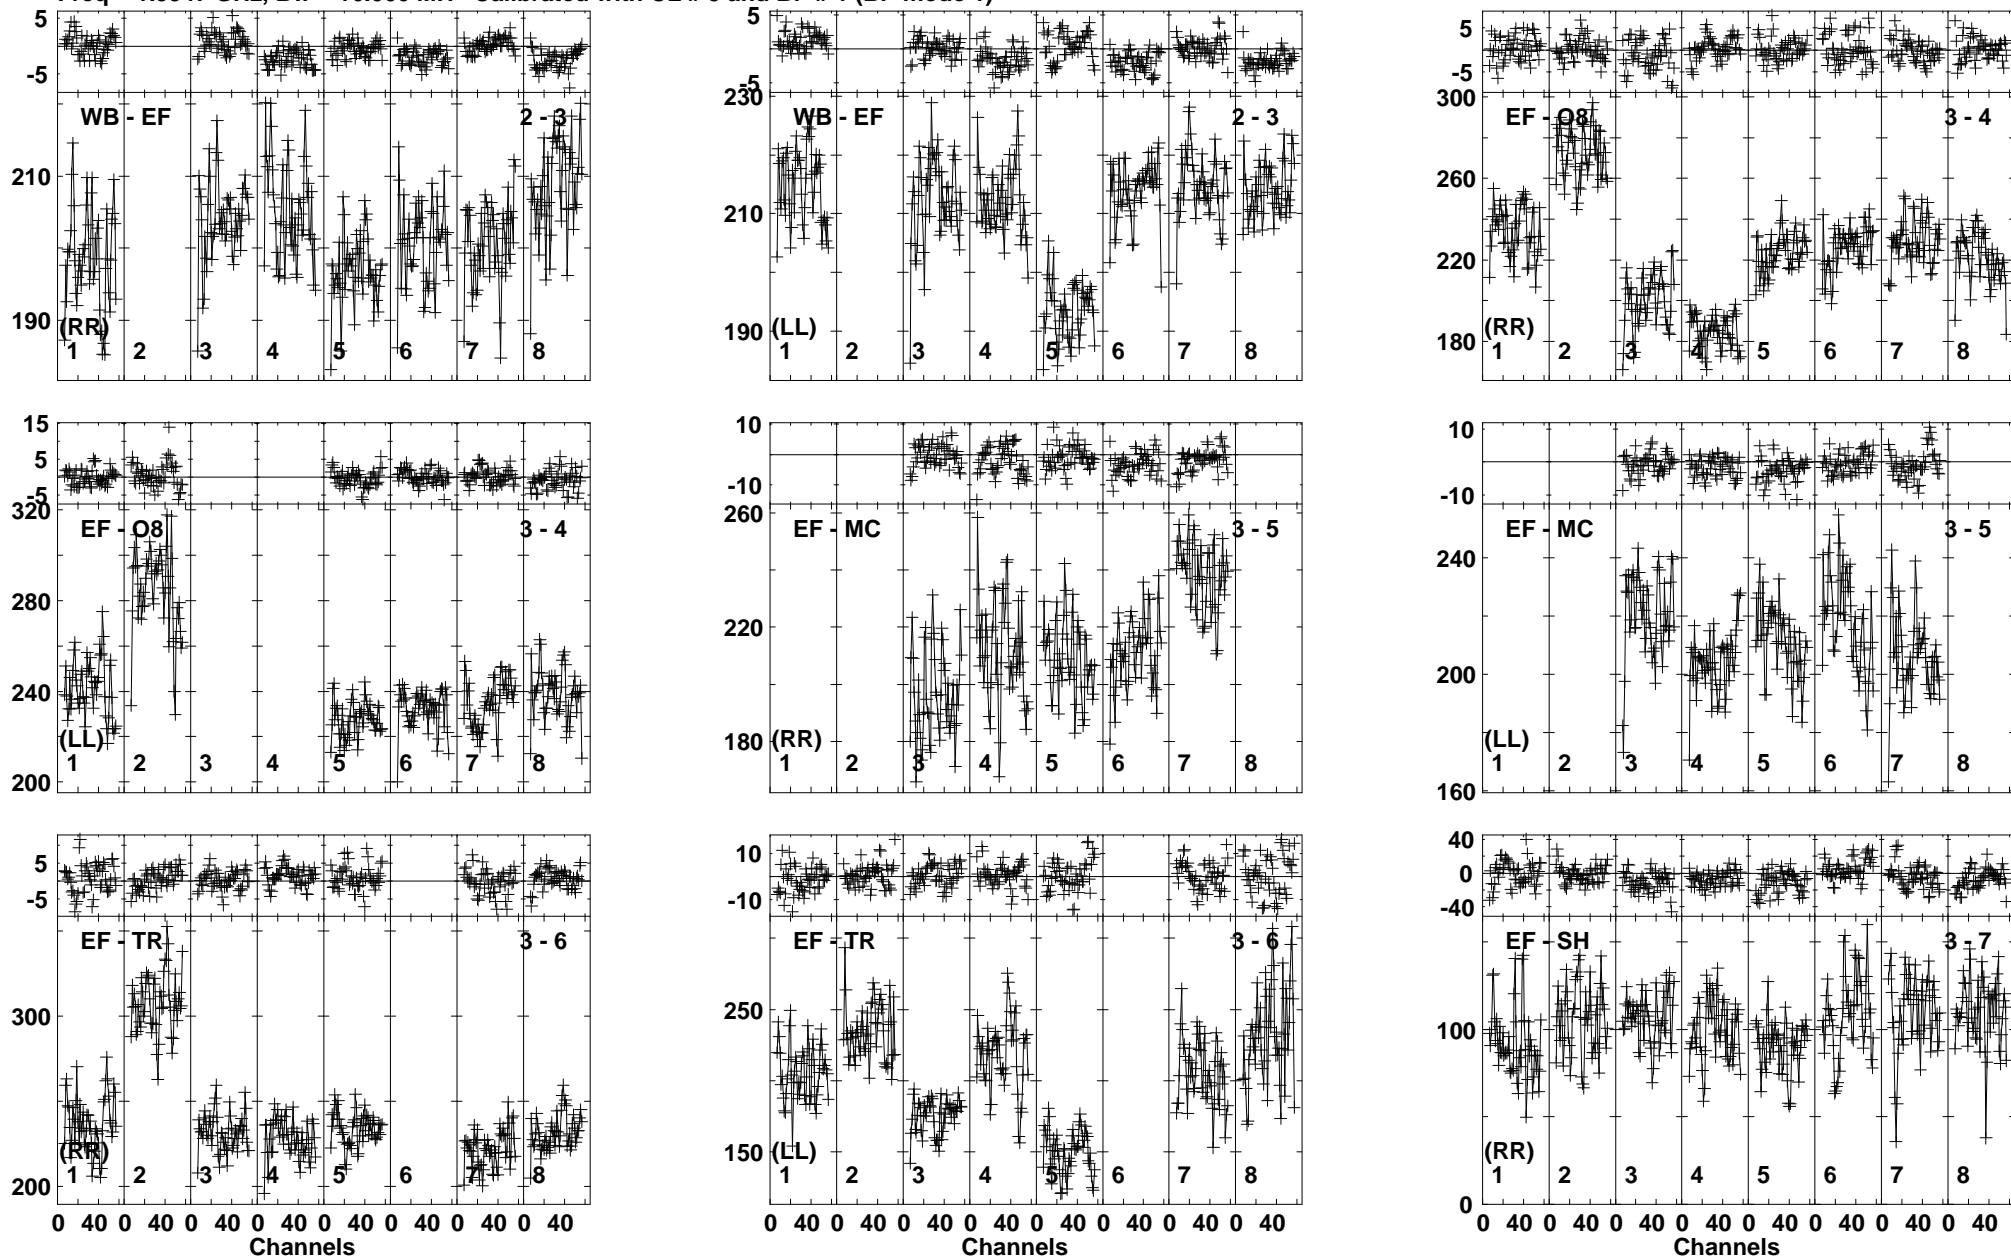 5
-5
WB - EF
2 - 3
210
190
(RR)
1 2 3 4 5 6 7 8
5
-5
230
WB - EF
2 - 3
210
190
(LL)
1 2 3 4 5 6 7 8
5
-5
300
EF - O8
3 - 4
260
220
180
(RR)
1 2 3 4 5 6 7 8
15
5
-5
320
EF - O8
3 - 4
280
240
200
(LL)
1 2 3 4 5 6 7 8
10
-10
260
EF - MC
3 - 5
220
180
(RR)
1 2 3 4 5 6 7 8
10
-10
EF - MC
3 - 5
240
200
160
(LL)
1 2 3 4 5 6 7 8
5
-5
EF - TR
3 - 6
300
200
(RR)
1 2 3 4 5 6 7 8
0 40 0 40 0 40 0 40 0 40 0 40 0 40 0 40
Channels
10
-10
EF - TR
3 - 6
250
150
(LL)
1 2 3 4 5 6 7 8
0 40 0 40 0 40 0 40 0 40 0 40 0 40 0 40
Channels
40
0
-40
EF - SH
3 - 7
100
0
(RR)
1 2 3 4 5 6 7 8
0 40 0 40 0 40 0 40 0 40 0 40 0 40 0 40
Channels